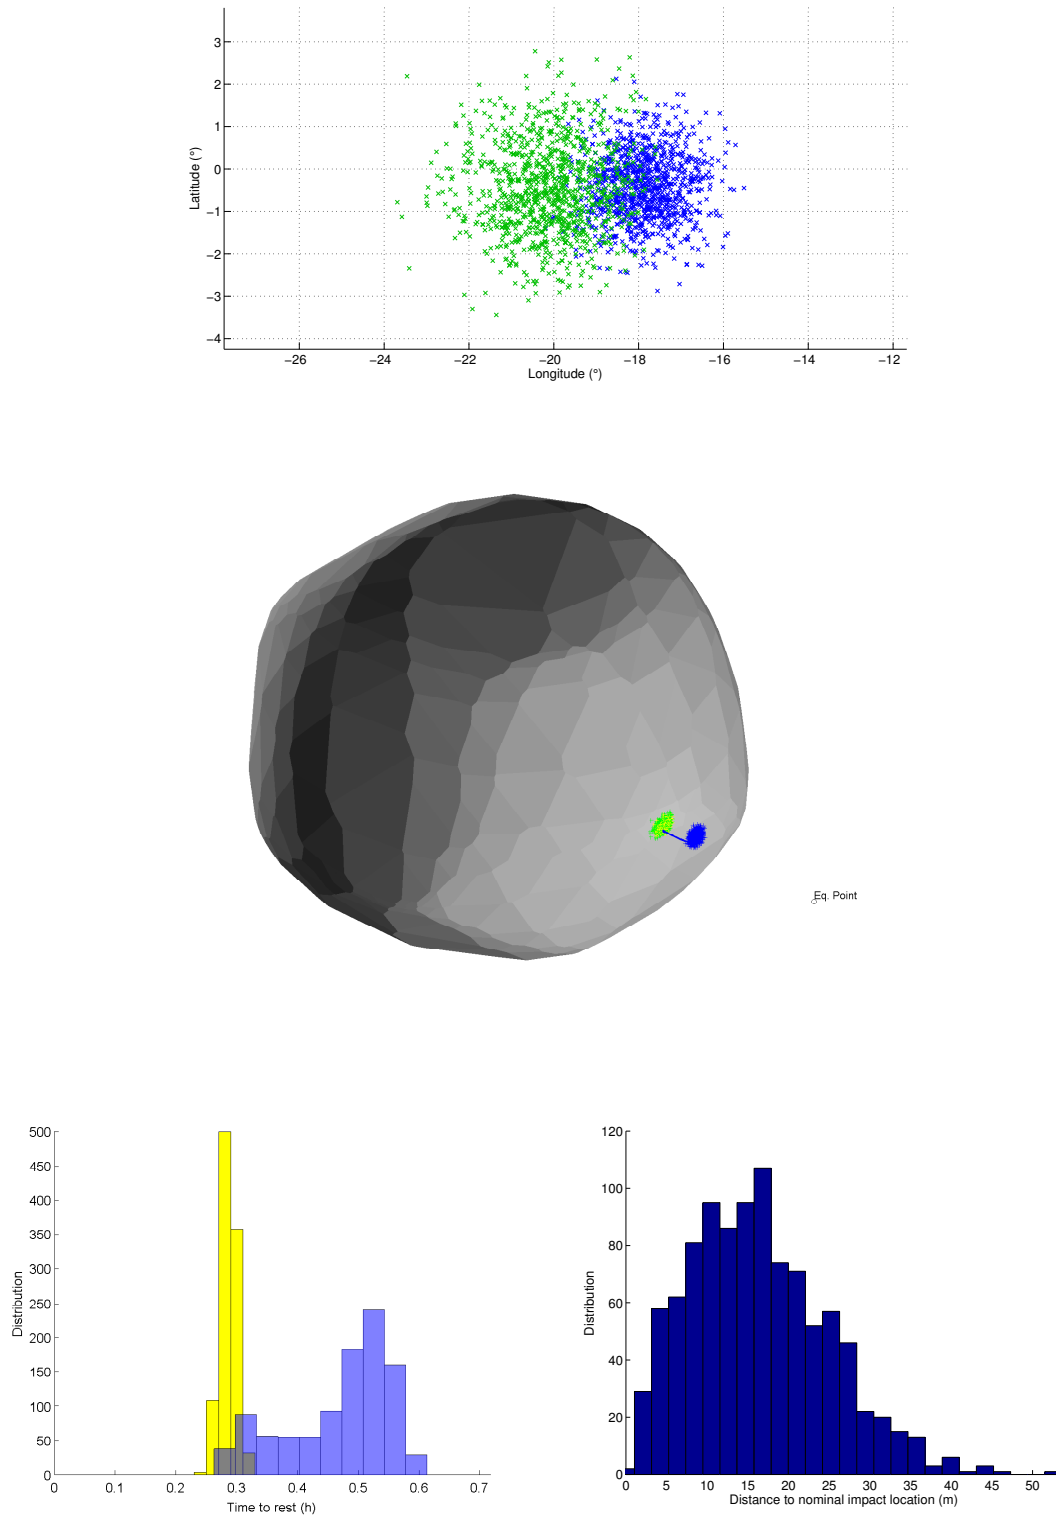 3
2
1
0
−1
−2
−3
−4
Latitude (°)
−26 −24 −22 −20 −18 −16 −14 −12
Longitude (°)
Eq. Point
500
450
400
350
300
250
200
150
100
50
0
Distribution
0 0.1 0.2 0.3 0.4 0.5 0.6 0.7
Time to rest (h)
120
100
80
60
40
20
0
Distribution
0 5 10 15 20 25 30 35 40 45 50
Distance to nominal impact location (m)